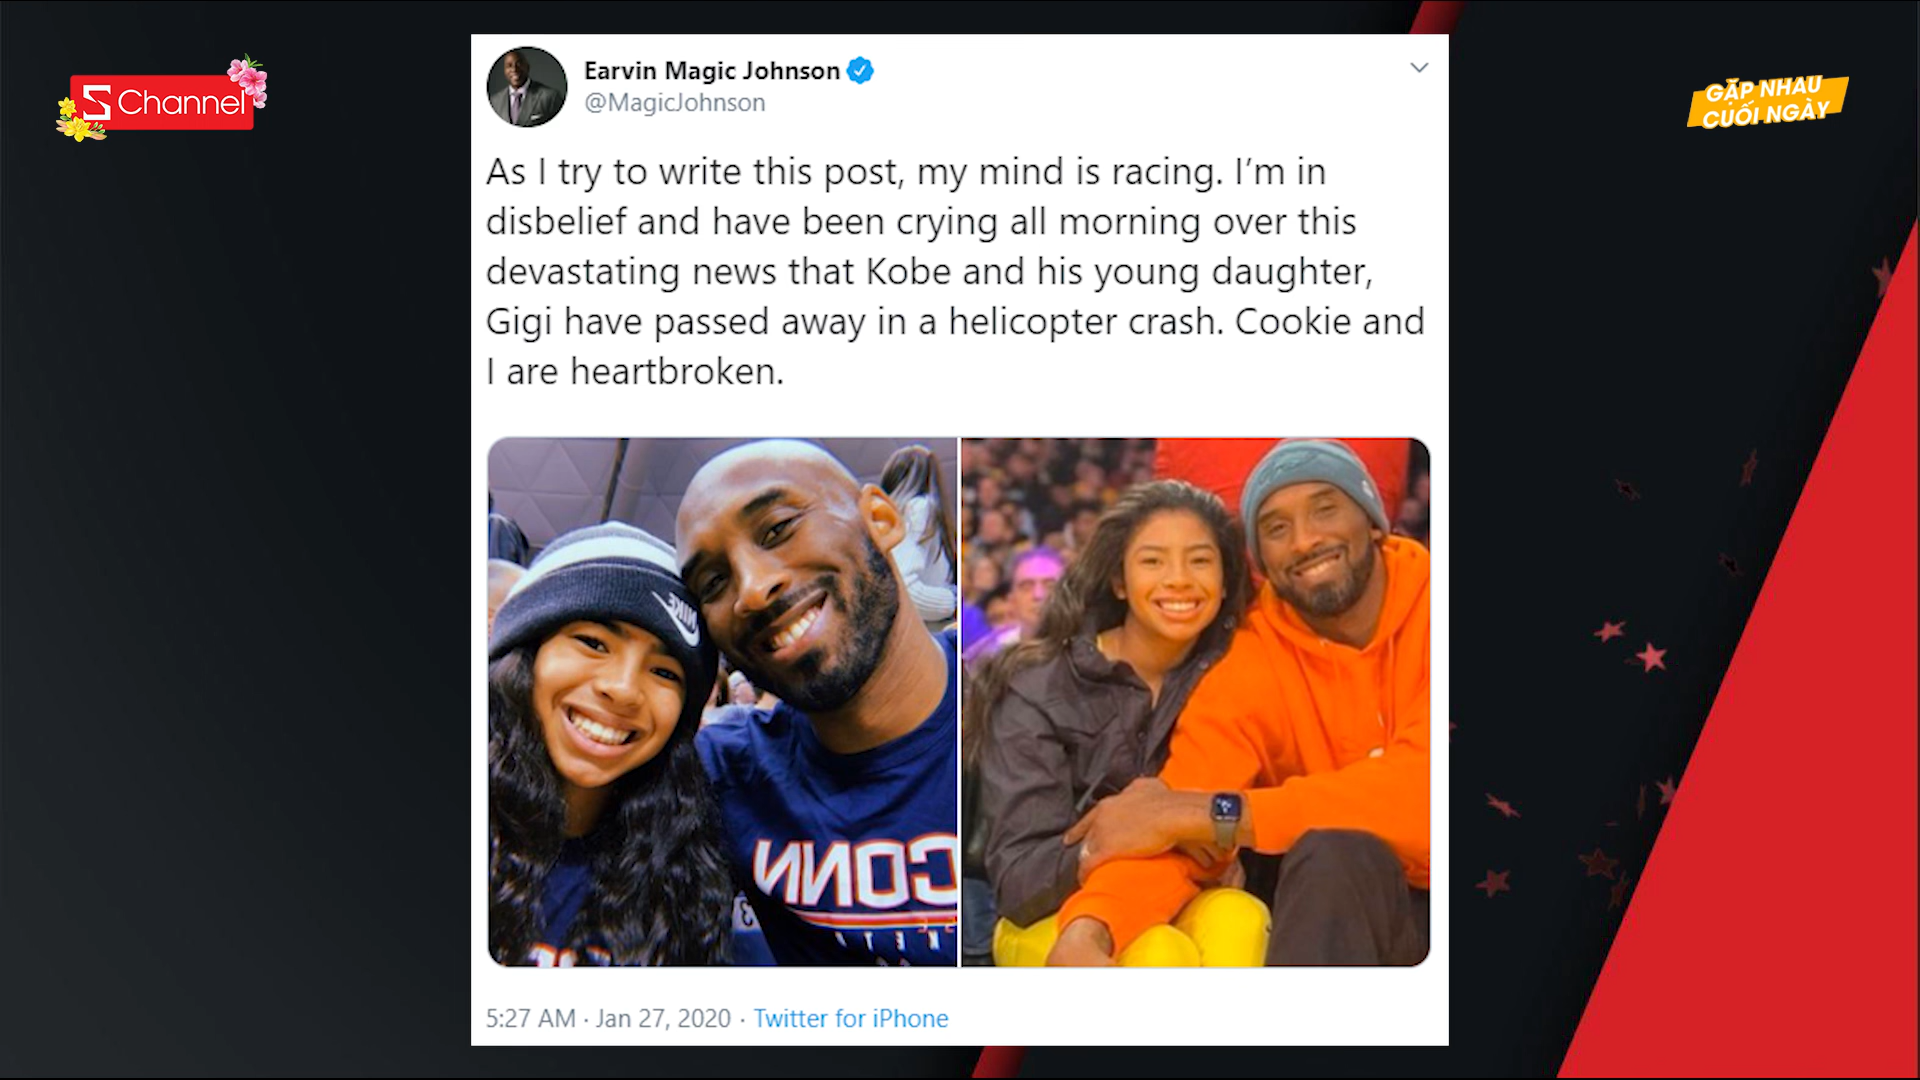 S Channel
GẶP NHAU
CUỐI NGÀY
Earvin Magic Johnson
@MagicJohnson
As I try to write this post, my mind is racing. I'm in
disbelief and have been crying all morning over this
devastating news that Kobe and his young daughter,
Gigi have passed away in a helicopter crash. Cookie and
I are heartbroken.
NIKE
CONN
5:27 AM · Jan 27, 2020 · Twitter for iPhone